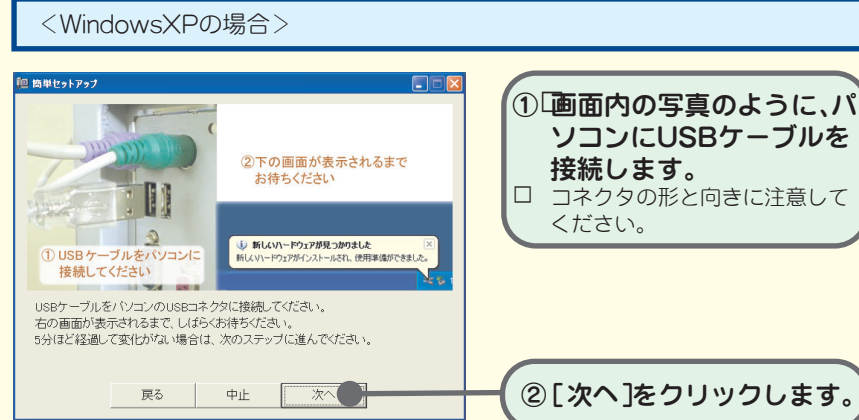 ＜WindowsXPの場合＞
簡単セットアップ
②下の画面が表示されるまで
お待ちください
新しいハードウェアが見つかりました
新しいハードウェアがインストールされ、使用準備ができました。
① USB ケーブルをパソコンに
接続してください
USBケーブルをパソコンのUSBコネクタに接続してください。
右の画面が表示されるまで、しばらくお待ちください。
5分ほど経過して変化がない場合は、次のステップに進んでください。
戻る
中止
次へ
①□画面内の写真のように、パ
ソコンにUSBケーブルを
接続します。
□ コネクタの形と向きに注意して
ください。
②［次へ］をクリックします。